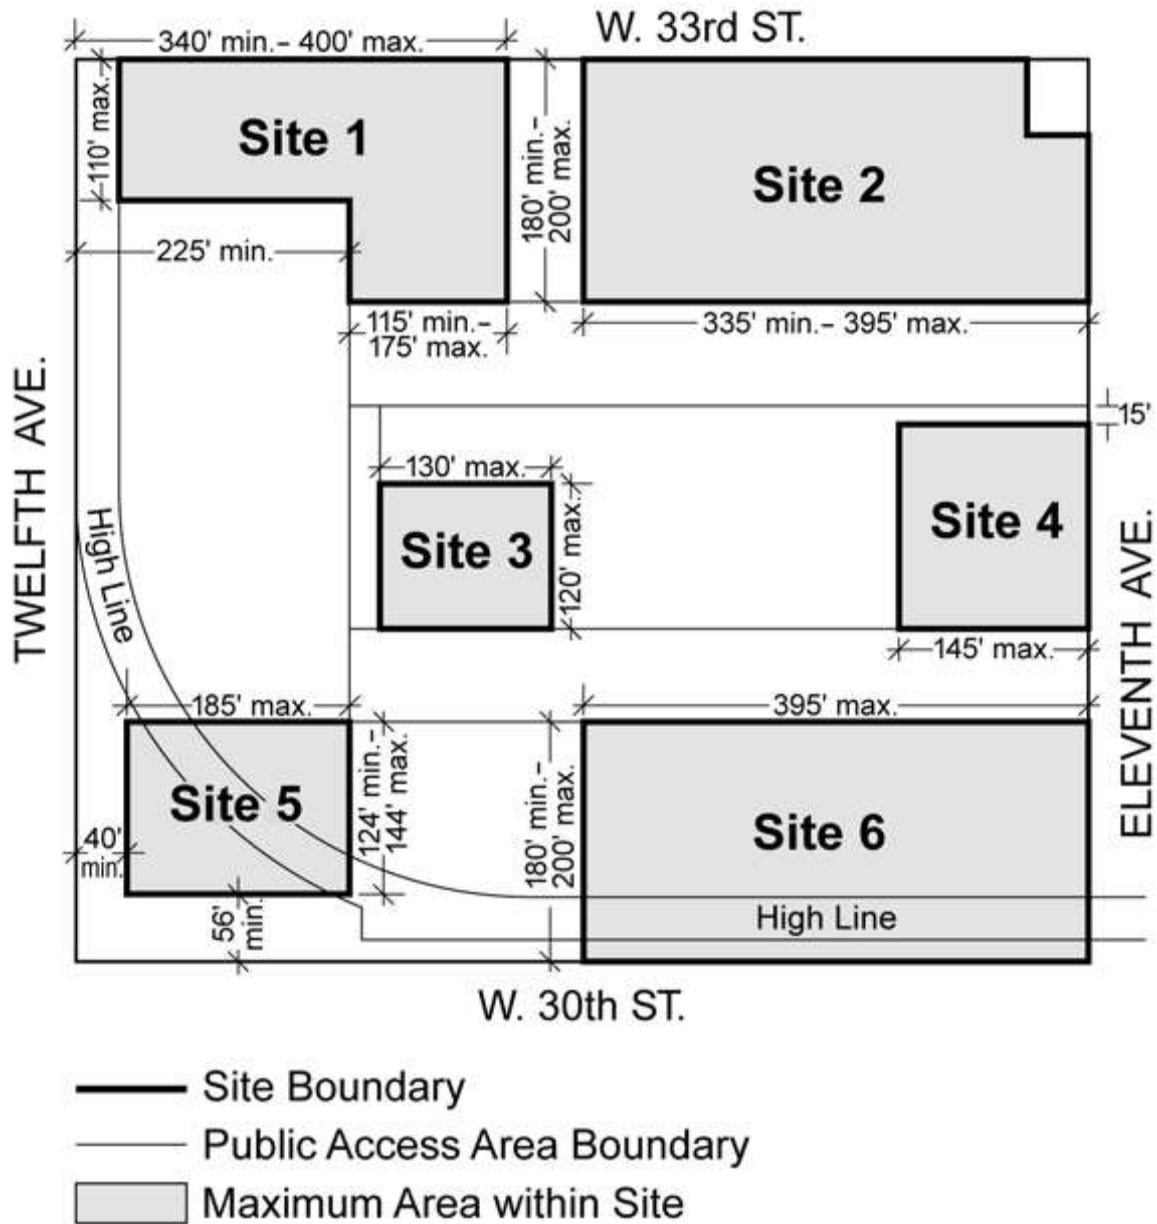 W. 33rd ST.
340' min.– 400' max.
110' max.
Site 1
180' min.–
200' max.
Site 2
225' min.
115' min.–
175' max.
335' min.– 395' max.
TWELFTH AVE.
15'
130' max.
High Line
Site 3
120' max.
Site 4
ELEVENTH AVE.
145' max.
185' max.
395' max.
Site 5
124' min.–
144' max.
180' min.–
200' max.
Site 6
40'
min.
56'
min.
High Line
W. 30th ST.
Site Boundary
Public Access Area Boundary
Maximum Area within Site